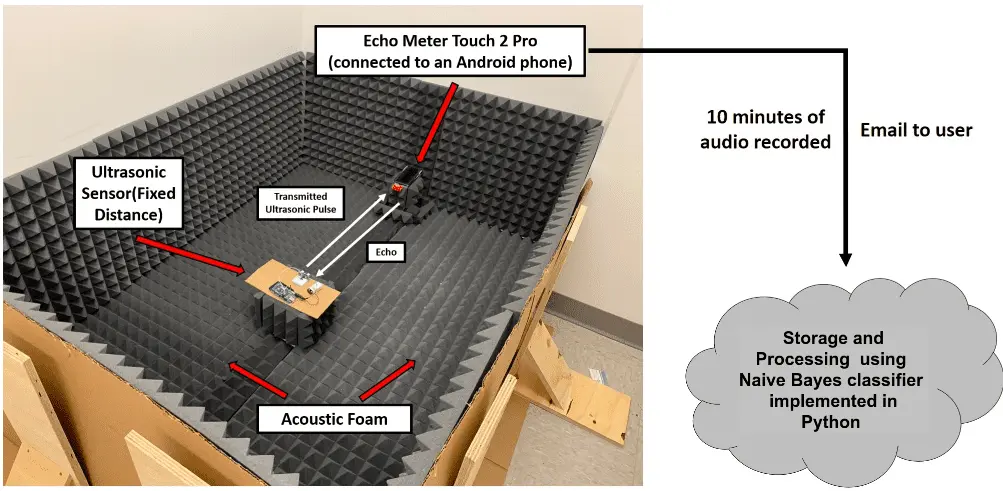 Echo Meter Touch 2 Pro
(connected to an Android phone)
10 minutes of
audio recorded
Email to user
Ultrasonic
Sensor(Fixed
Distance)
Transmitted
Ultrasonic Pulse
Echo
Acoustic Foam
Storage and
Processing using
Naive Bayes classifier
implemented in
Python